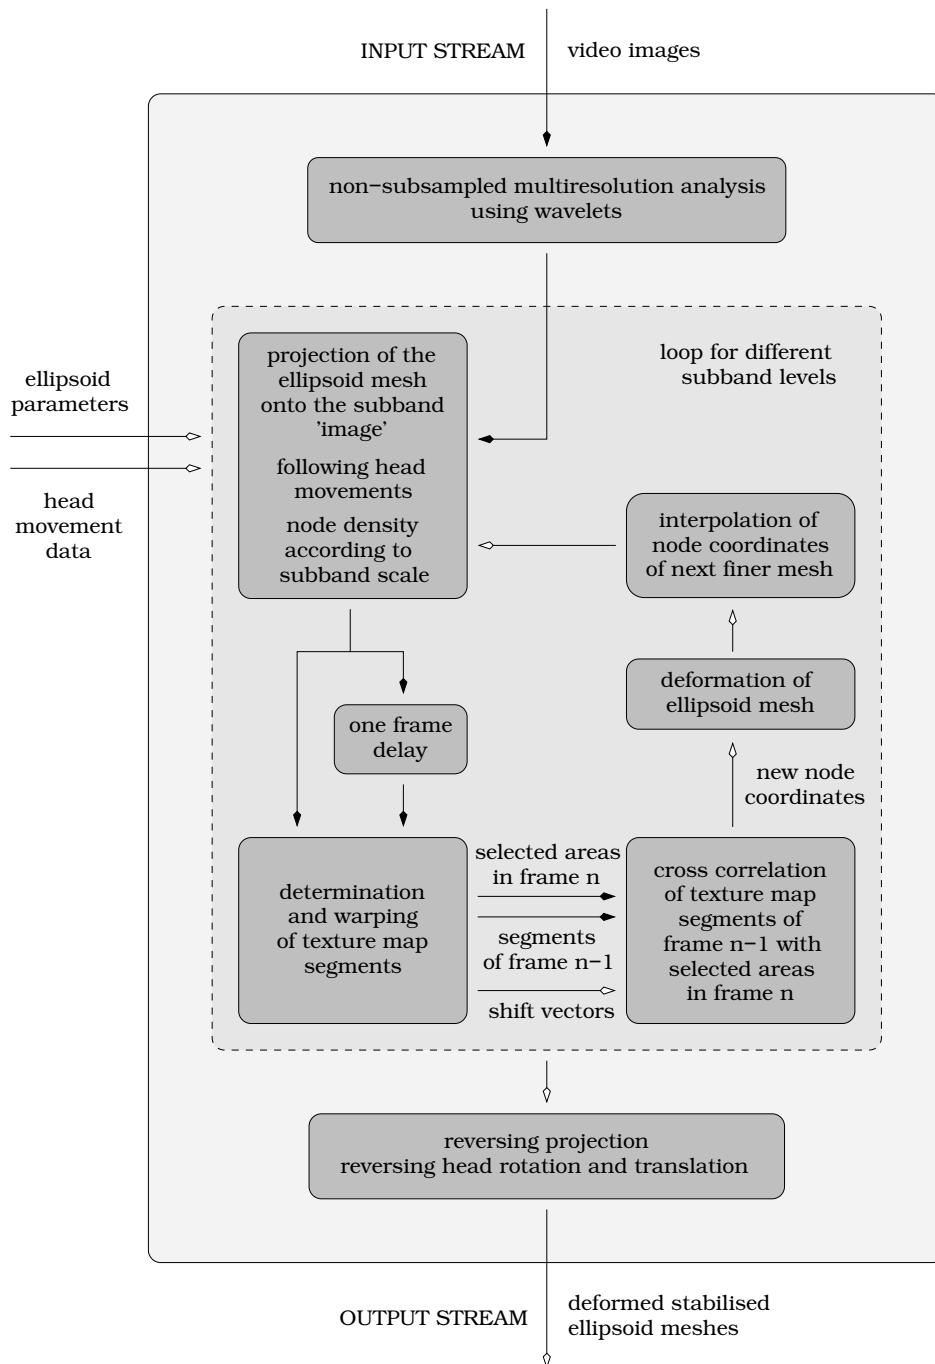 INPUT STREAM
video images
non−subsampled multiresolution analysis
using wavelets
loop for different
subband levels
projection of the
ellipsoid mesh
onto the subband
'image'
following head
movements
node density
according to
subband scale
ellipsoid
parameters
head
movement
data
interpolation of
node coordinates
of next finer mesh
deformation of
ellipsoid mesh
one frame
delay
new node
coordinates
determination
and warping
of texture map
segments
selected areas
in frame n
segments
of frame n−1
shift vectors
cross correlation
of texture map
segments of
frame n−1 with
selected areas
in frame n
reversing projection
reversing head rotation and translation
OUTPUT STREAM
deformed stabilised
ellipsoid meshes